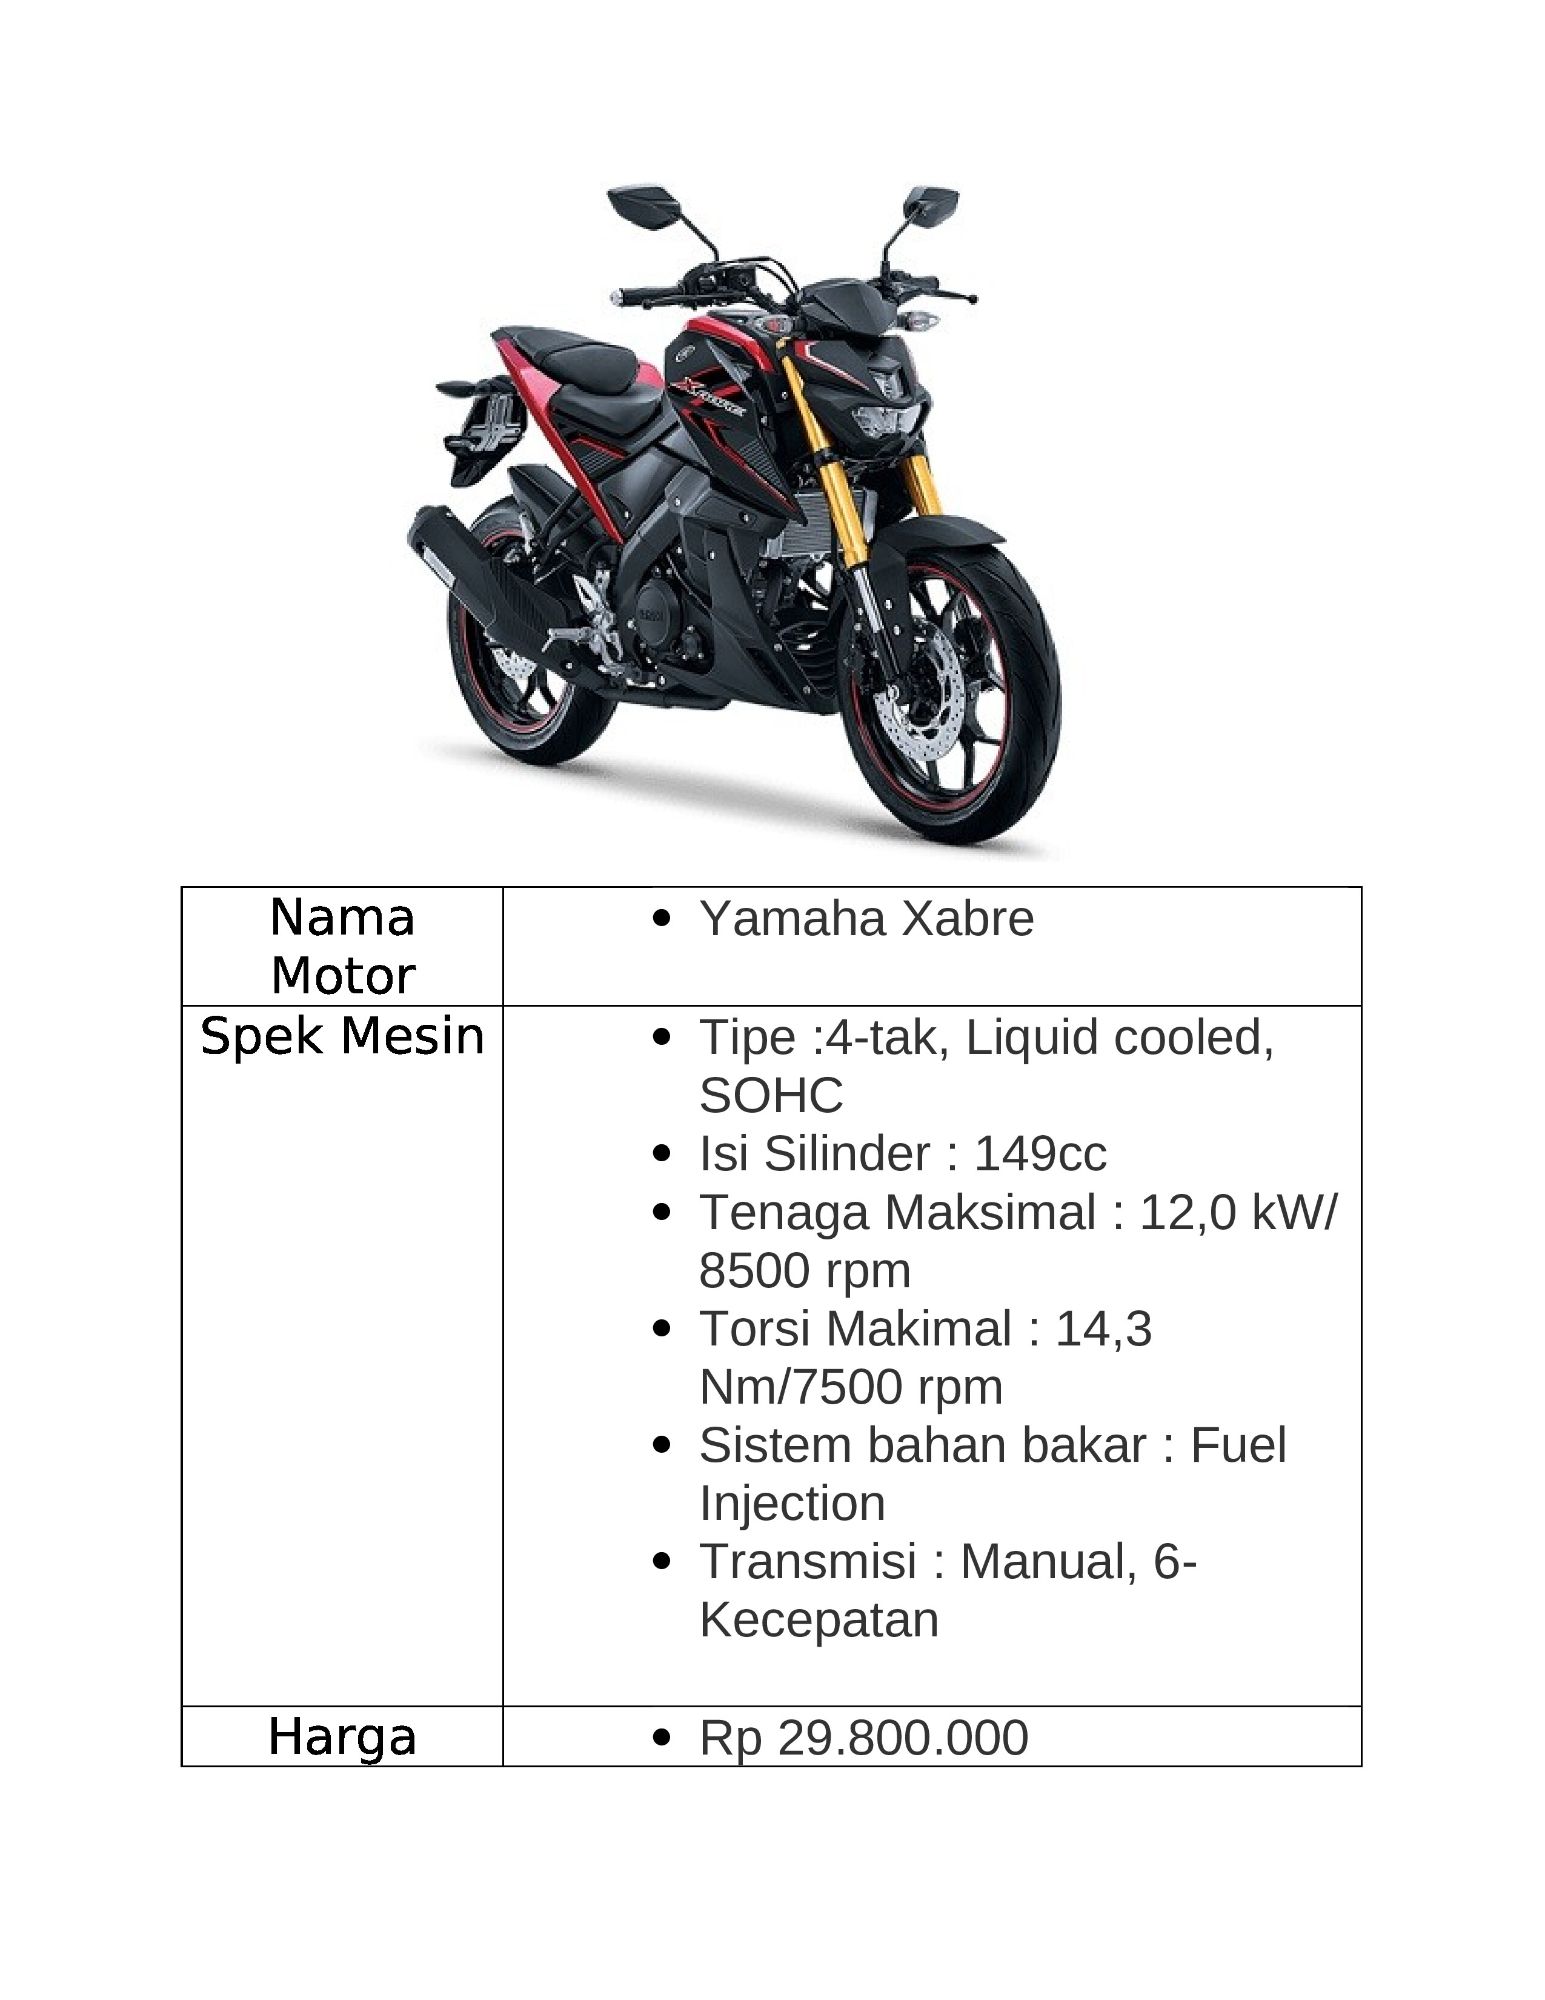 XABRE
Nama
Motor
• Yamaha Xabre
Spek Mesin
• Tipe :4-tak, Liquid cooled,
SOHC
• Isi Silinder : 149cc
• Tenaga Maksimal : 12,0 kW/
8500 rpm
• Torsi Makimal : 14,3
Nm/7500 rpm
• Sistem bahan bakar : Fuel
Injection
• Transmisi : Manual, 6-
Kecepatan
Harga
• Rp 29.800.000